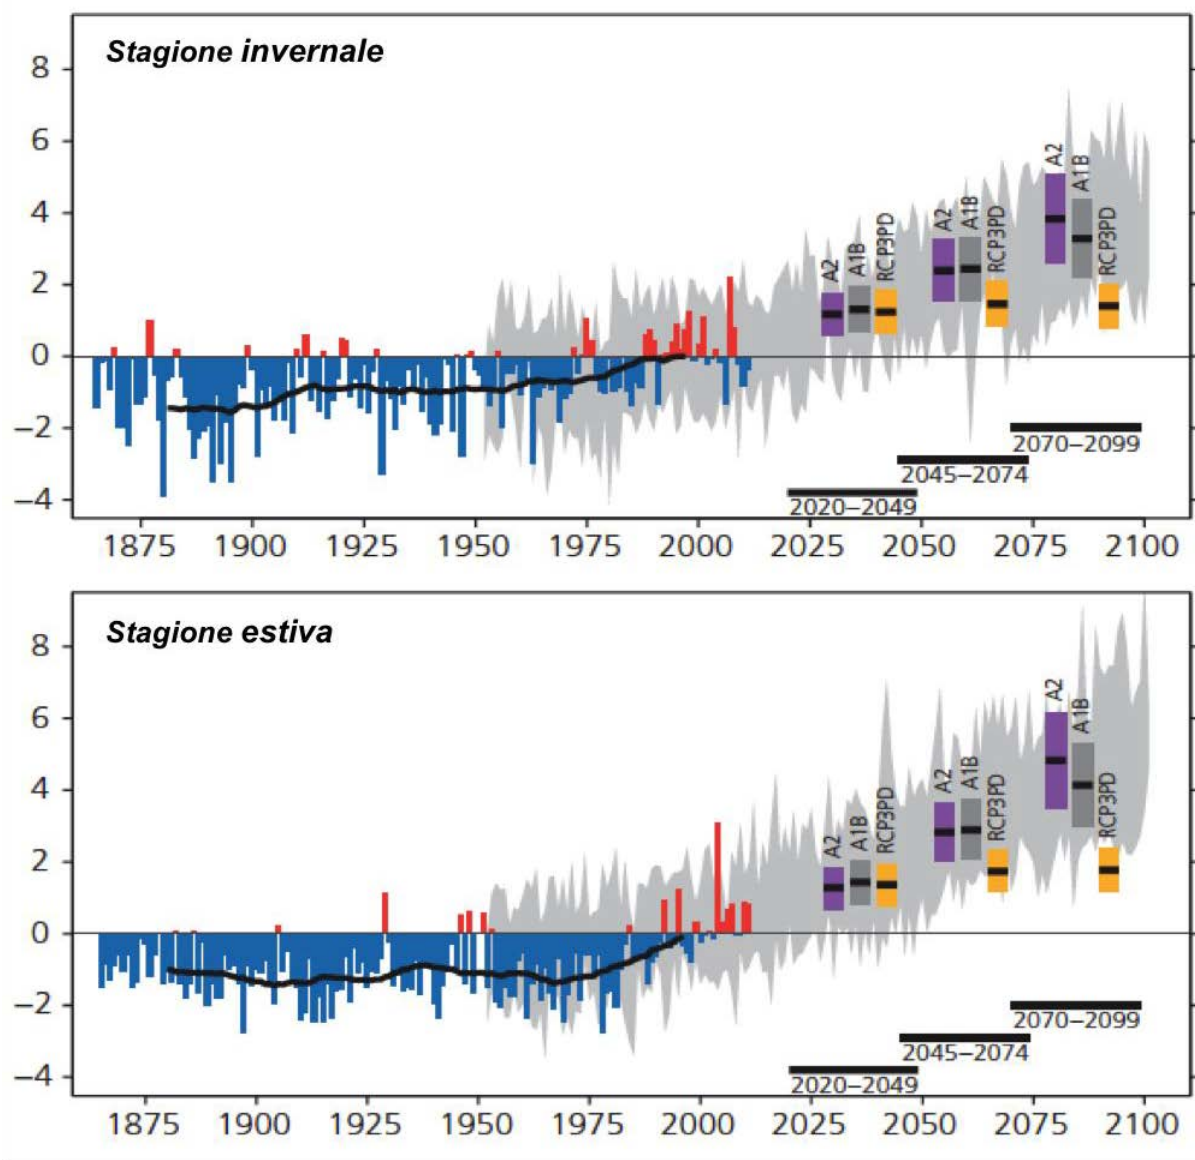 Stagione invernale
8
6
4
2
0
−2
−4
A2
A1B
RCP3PD
A2
A1B
RCP3PD
A2
A1B
RCP3PD
2070−2099
2045−2074
2020−2049
1875 1900 1925 1950 1975 2000 2025 2050 2075 2100
Stagione estiva
8
6
4
2
0
−2
−4
A2
A1B
RCP3PD
A2
A1B
RCP3PD
A2
A1B
RCP3PD
2070−2099
2045−2074
2020−2049
1875 1900 1925 1950 1975 2000 2025 2050 2075 2100